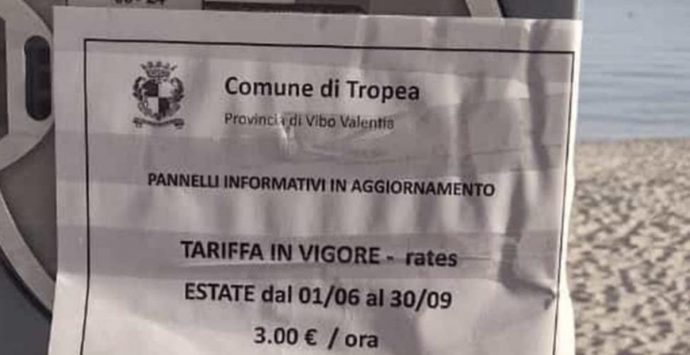 Comune di Tropea
Provincia di Vibo Valentia
PANNELLI INFORMATIVI IN AGGIORNAMENTO
TARIFFA IN VIGORE - rates
ESTATE dal 01/06 al 30/09
3.00 € / ora